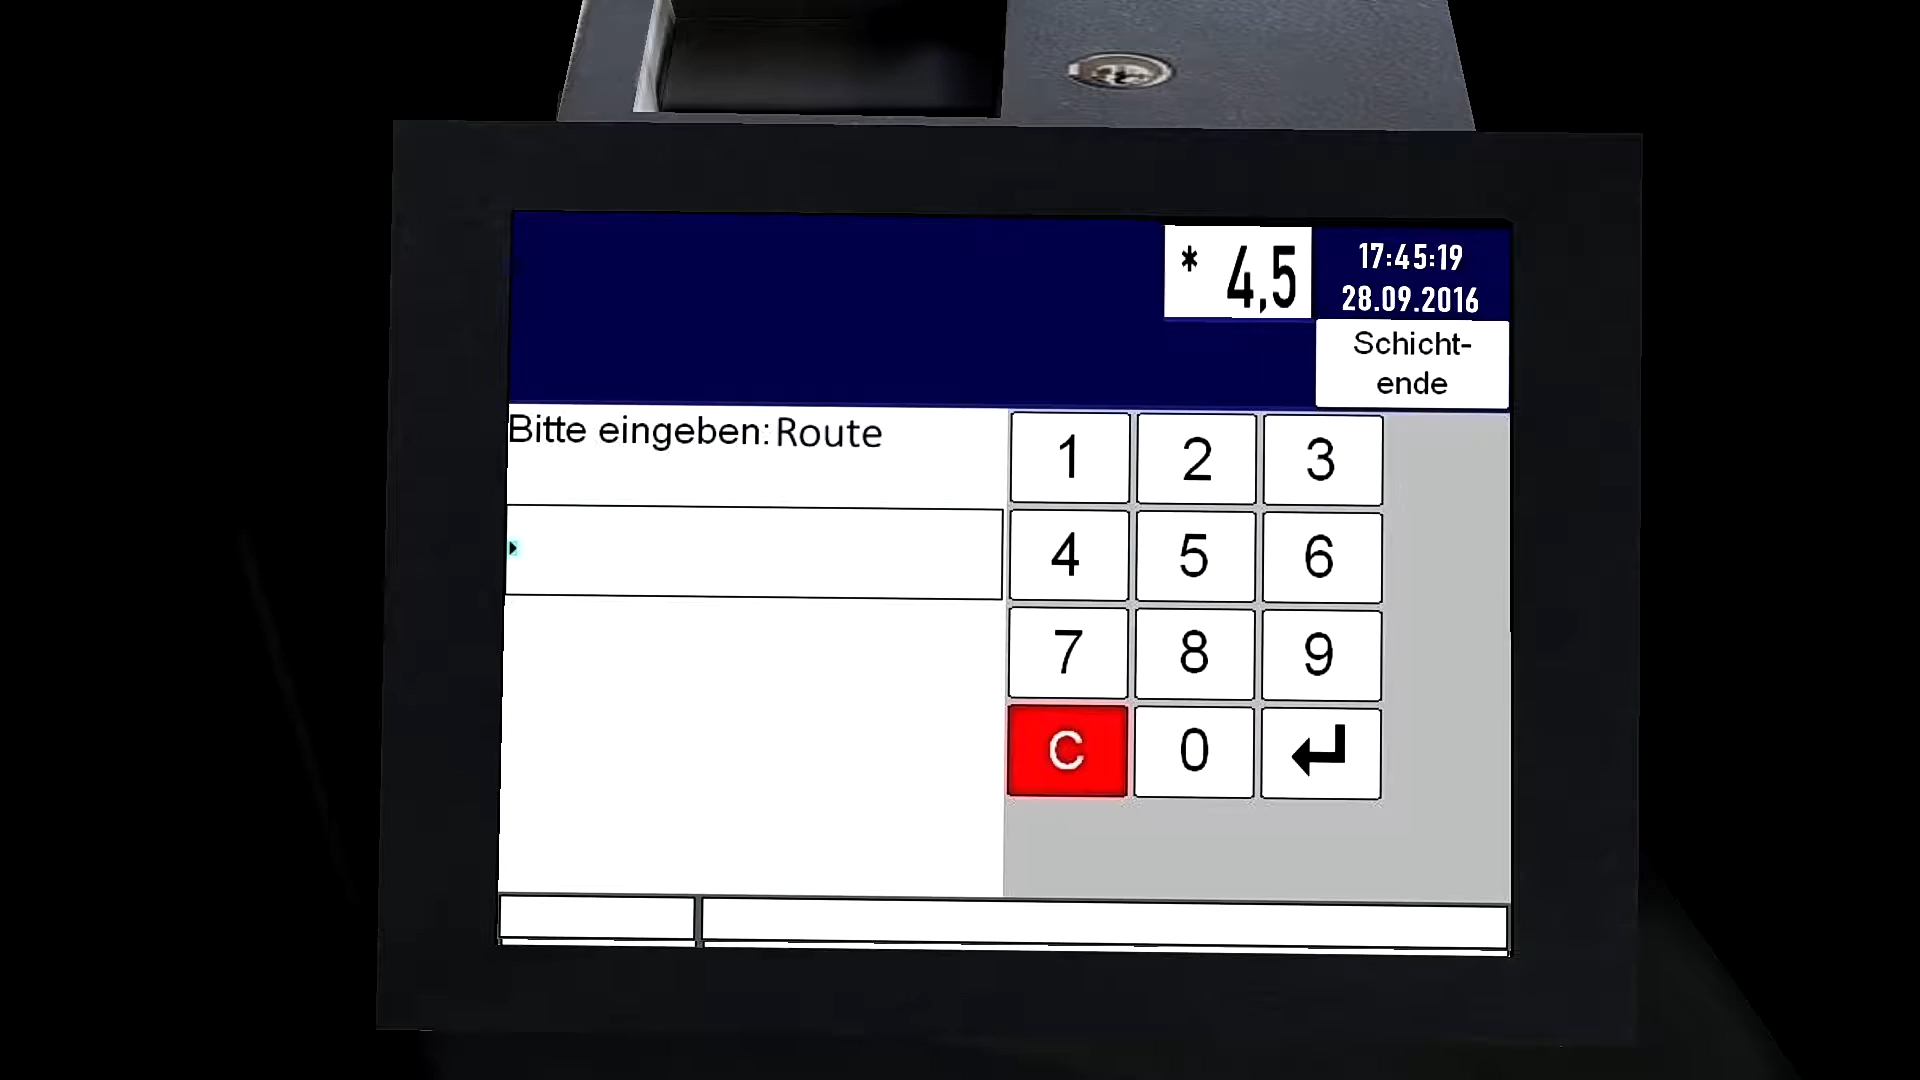 * 4,5
17:45:19
28.09.2016
Schicht-
ende
Bitte eingeben: Route
1 2 3
4 5 6
7 8 9
C 0